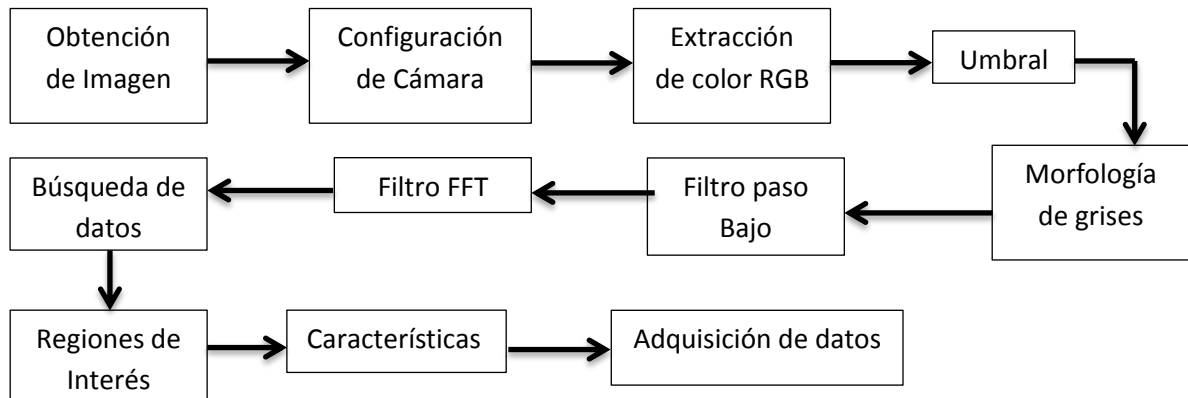 Obtención
de Imagen
Configuración
de Cámara
Extracción
de color RGB
Umbral
Morfología
de grises
Filtro paso
Bajo
Filtro FFT
Búsqueda de
datos
Regiones de
Interés
Característícas
Adquisición de datos